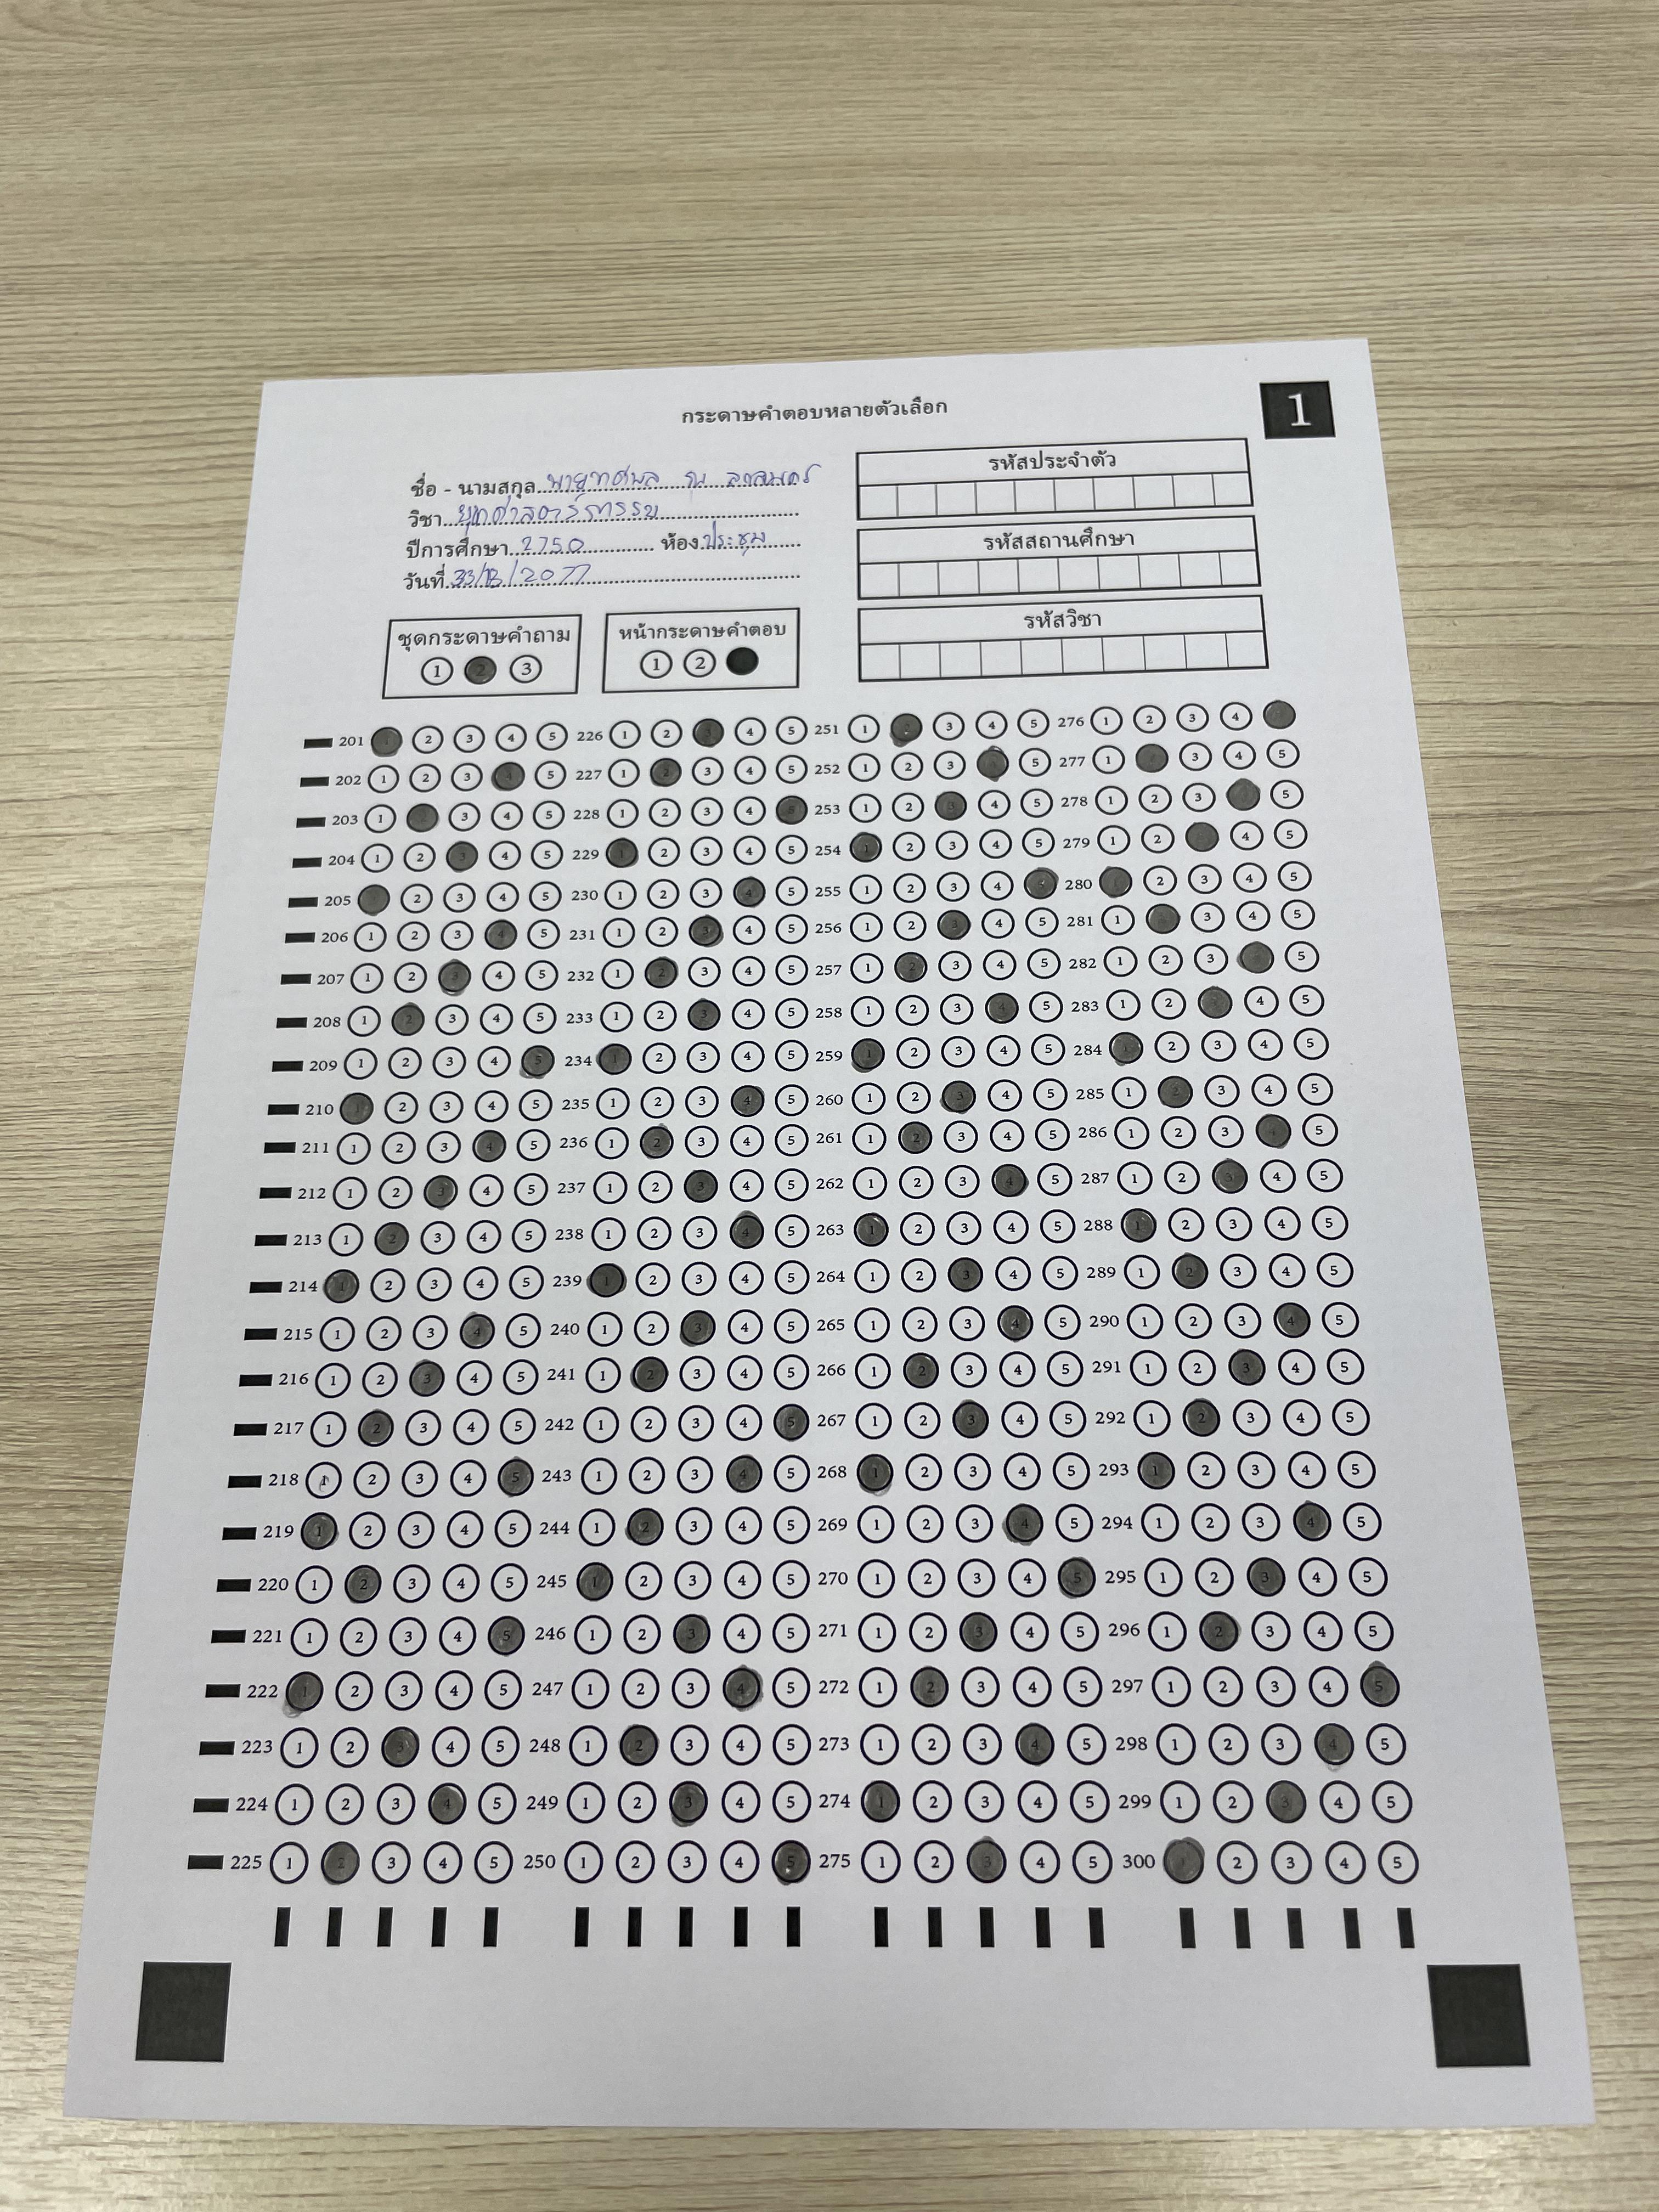 กระดาษคำตอบหลายตัวเลือก
1
ชื่อ - นามสกุล นายทศพล ณ
วิชา ยุทศาสตร์
ปีการศึกษา 2750 ห้อง ประชุม
วันที่ /2077
รหัสประจำตัว
รหัสสถานศึกษา
รหัสวิชา
ชุดกระดาษคำถาม
1 2 3
หน้ากระดาษคำตอบ
1 2
201 1 2 3 4 5 226 1 2 3 4 5 251 1 3 4 5 276 1 2 3 4
202 1 2 3 4 5 227 1 2 3 4 5 252 1 2 3 4 5 277 1 3 4 5
203 1 2 3 4 5 228 1 2 3 4 5 253 1 2 3 4 5 278 1 2 3 4 5
204 1 2 3 4 5 229 1 2 3 4 5 254 1 2 3 4 5 279 1 2 3 4 5
205 1 2 3 4 5 230 1 2 3 4 5 255 1 2 3 4 5 280 1 2 3 4 5
206 1 2 3 4 5 231 1 2 3 4 5 256 1 2 3 4 5 281 1 2 3 4 5
207 1 2 3 4 5 232 1 2 3 4 5 257 1 2 3 4 5 282 1 2 3 4 5
208 1 2 3 4 5 233 1 2 3 4 5 258 1 2 3 4 5 283 1 2 3 4 5
209 1 2 3 4 5 234 1 2 3 4 5 259 1 2 3 4 5 284 1 2 3 4 5
210 1 2 3 4 5 235 1 2 3 4 5 260 1 2 3 4 5 285 1 2 3 4 5
211 1 2 3 4 5 236 1 2 3 4 5 261 1 2 3 4 5 286 1 2 3 4 5
212 1 2 3 4 5 237 1 2 3 4 5 262 1 2 3 4 5 287 1 2 3 4 5
213 1 2 3 4 5 238 1 2 3 4 5 263 1 2 3 4 5 288 1 2 3 4 5
214 1 2 3 4 5 239 1 2 3 4 5 264 1 2 3 4 5 289 1 2 3 4 5
215 1 2 3 4 5 240 1 2 3 4 5 265 1 2 3 4 5 290 1 2 3 4 5
216 1 2 3 4 5 241 1 2 3 4 5 266 1 2 3 4 5 291 1 2 3 4 5
217 1 2 3 4 5 242 1 2 3 4 5 267 1 2 3 4 5 292 1 2 3 4 5
218 1 2 3 4 5 243 1 2 3 4 5 268 1 2 3 4 5 293 1 2 3 4 5
219 1 2 3 4 5 244 1 2 3 4 5 269 1 2 3 4 5 294 1 2 3 4 5
220 1 2 3 4 5 245 1 2 3 4 5 270 1 2 3 4 5 295 1 2 3 4 5
221 1 2 3 4 5 246 1 2 3 4 5 271 1 2 3 4 5 296 1 2 3 4 5
222 1 2 3 4 5 247 1 2 3 4 5 272 1 2 3 4 5 297 1 2 3 4 5
223 1 2 3 4 5 248 1 2 3 4 5 273 1 2 3 4 5 298 1 2 3 4 5
224 1 2 3 4 5 249 1 2 3 4 5 274 1 2 3 4 5 299 1 2 3 4 5
225 1 2 3 4 5 250 1 2 3 4 5 275 1 2 3 4 5 300 1 2 3 4 5